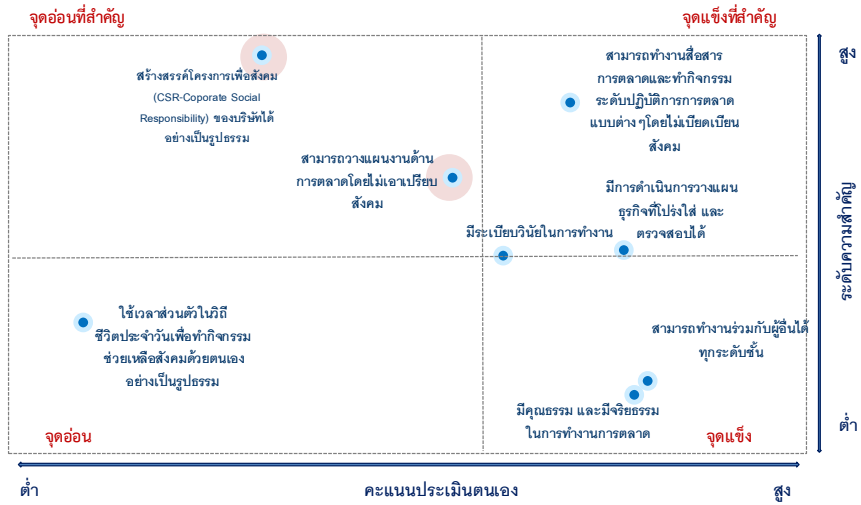 จุดอ่อนที่สำคัญ
จุดแข็งที่สำคัญ
สูง
สร้างสรรค์โครงการเพื่อสังคม
(CSR-Coporate Social
Responsibility) ของบริษัทได้
อย่างเป็นรูปธรรม
สามารถทำงานสื่อสาร
การตลาดและทำกิจกรรม
ระดับปฏิบัติการการตลาด
แบบต่างๆโดยไม่เบียดเบียน
สังคม
สามารถวางแผนงานด้าน
การตลาดโดยไม่เอาเปรียบ
สังคม
มีการดำเนินการวางแผน
ธุรกิจที่โปร่งใส่ และ
ตรวจสอบได้
มีระเบียบวินัยในการทำงาน
ระดับความสำคัญ
ใช้เวลาส่วนตัวในวิถี
ชีวิตประจำวันเพื่อทำกิจกรรม
ช่วยเหลือสังคมด้วยตนเอง
อย่างเป็นรูปธรรม
สามารถทำงานร่วมกับผู้อื่นได้
ทุกระดับชั้น
มีคุณธรรม และมีจริยธรรม
ในการทำงานการตลาด
จุดอ่อน
จุดแข็ง
ต่ำ
ต่ำ
คะแนนประเมินตนเอง
สูง